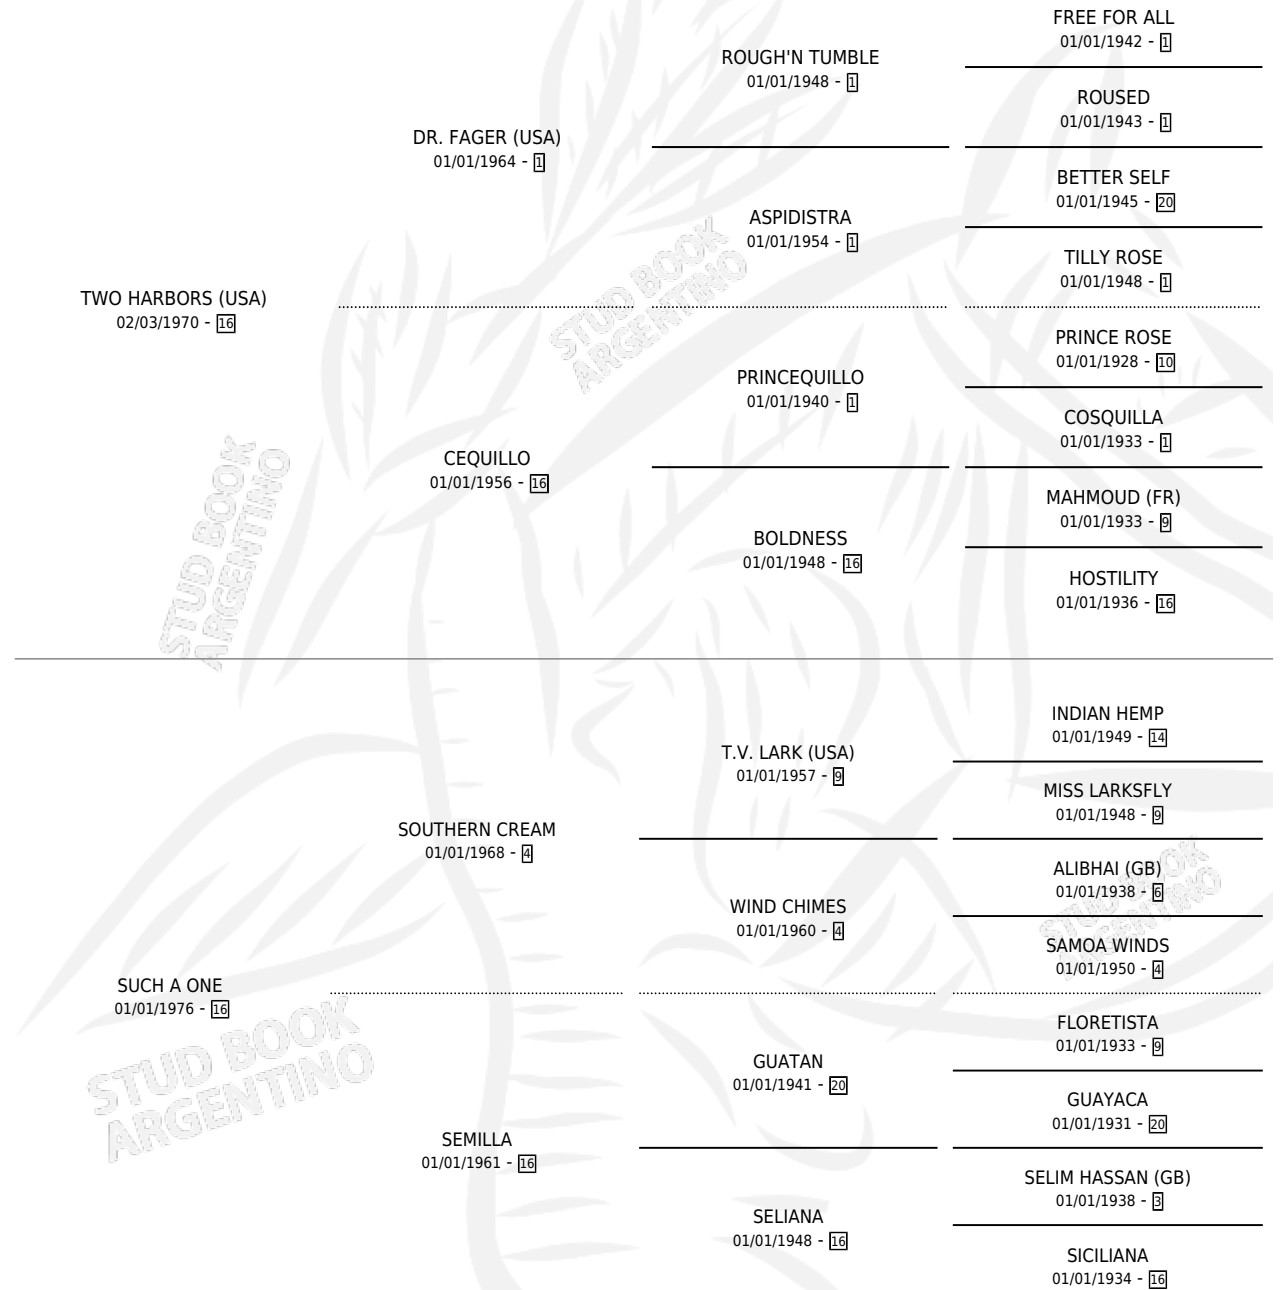 FREE FOR ALL
01/01/1942 - 1
ROUGH'N TUMBLE
01/01/1948 - 1
ROUSED
01/01/1943 - 1
DR. FAGER (USA)
01/01/1964 - 1
BETTER SELF
01/01/1945 - 20
ASPIDISTRA
01/01/1954 - 1
TILLY ROSE
01/01/1948 - 1
TWO HARBORS (USA)
02/03/1970 - 16
PRINCE ROSE
01/01/1928 - 10
PRINCEQUILLO
01/01/1940 - 1
COSQUILLA
01/01/1933 - 1
CEQUILLO
01/01/1956 - 16
MAHMOUD (FR)
01/01/1933 - 9
BOLDNESS
01/01/1948 - 16
HOSTILITY
01/01/1936 - 16
INDIAN HEMP
01/01/1949 - 14
T.V. LARK (USA)
01/01/1957 - 9
MISS LARKSFLY
01/01/1948 - 9
SOUTHERN CREAM
01/01/1968 - 4
ALIBHAI (GB)
01/01/1938 - 6
WIND CHIMES
01/01/1960 - 4
SAMOA WINDS
01/01/1950 - 4
SUCH A ONE
01/01/1976 - 16
FLORETISTA
01/01/1933 - 9
GUATAN
01/01/1941 - 20
GUAYACA
01/01/1931 - 20
SEMILLA
01/01/1961 - 16
SELIM HASSAN (GB)
01/01/1938 - 3
SELIANA
01/01/1948 - 16
SICILIANA
01/01/1934 - 16
STUD BOOK
ARGENTINO
STUD BOOK
ARGENTINO
STUD BOOK
ARGENTINO
STUD BOOK
ARGENTINO